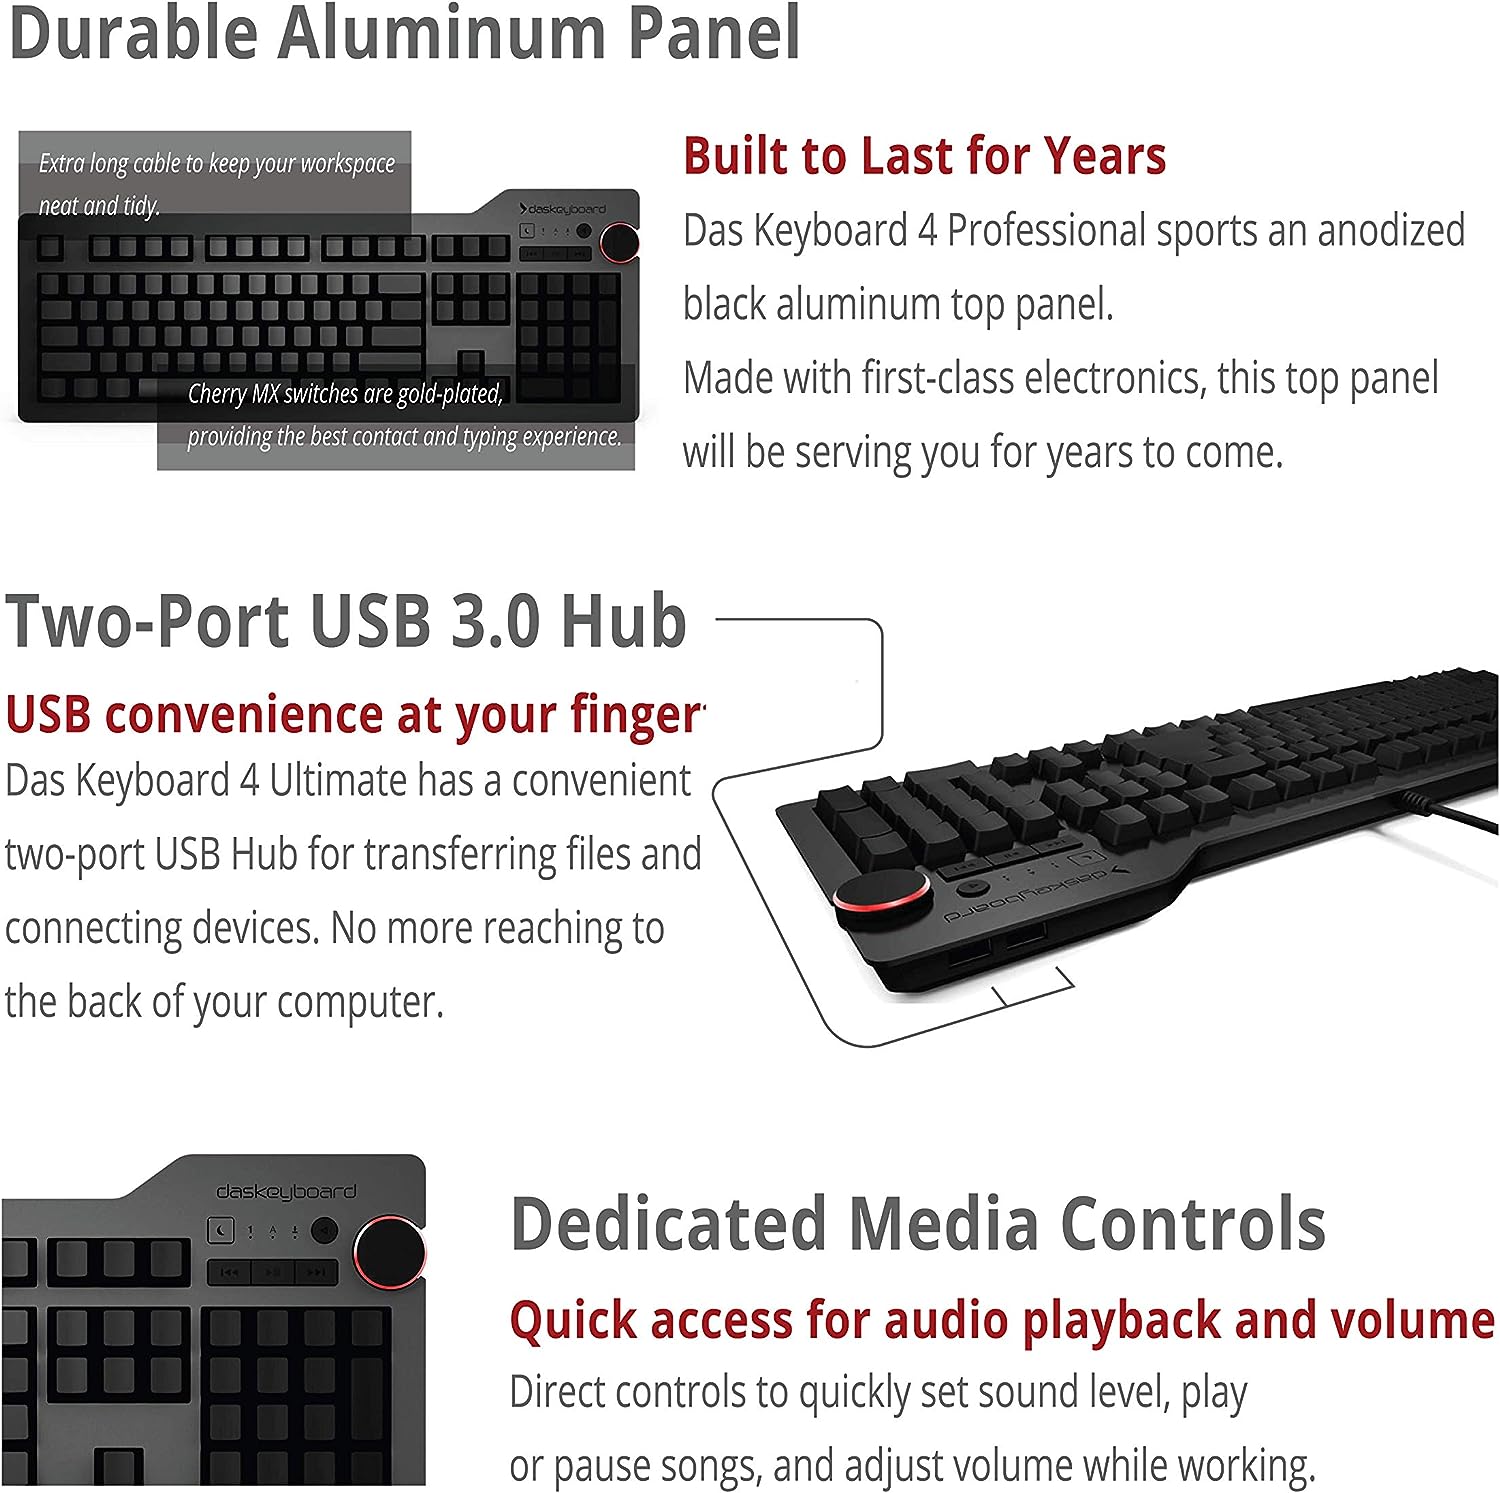 Durable Aluminum Panel
Extra long cable to keep your workspace
neat and tidy.
daskeyboard
Cherry MX switches are gold-plated,
providing the best contact and typing experience.
Built to Last for Years
Das Keyboard 4 Professional sports an anodized
black aluminum top panel.
Made with first-class electronics, this top panel
will be serving you for years to come.
Two-Port USB 3.0 Hub
USB convenience at your finger
Das Keyboard 4 Ultimate has a convenient
two-port USB Hub for transferring files and
connecting devices. No more reaching to
the back of your computer.
daskeyboard
daskeyboard
1 A
Dedicated Media Controls
Quick access for audio playback and volume
Direct controls to quickly set sound level, play
or pause songs, and adjust volume while working.